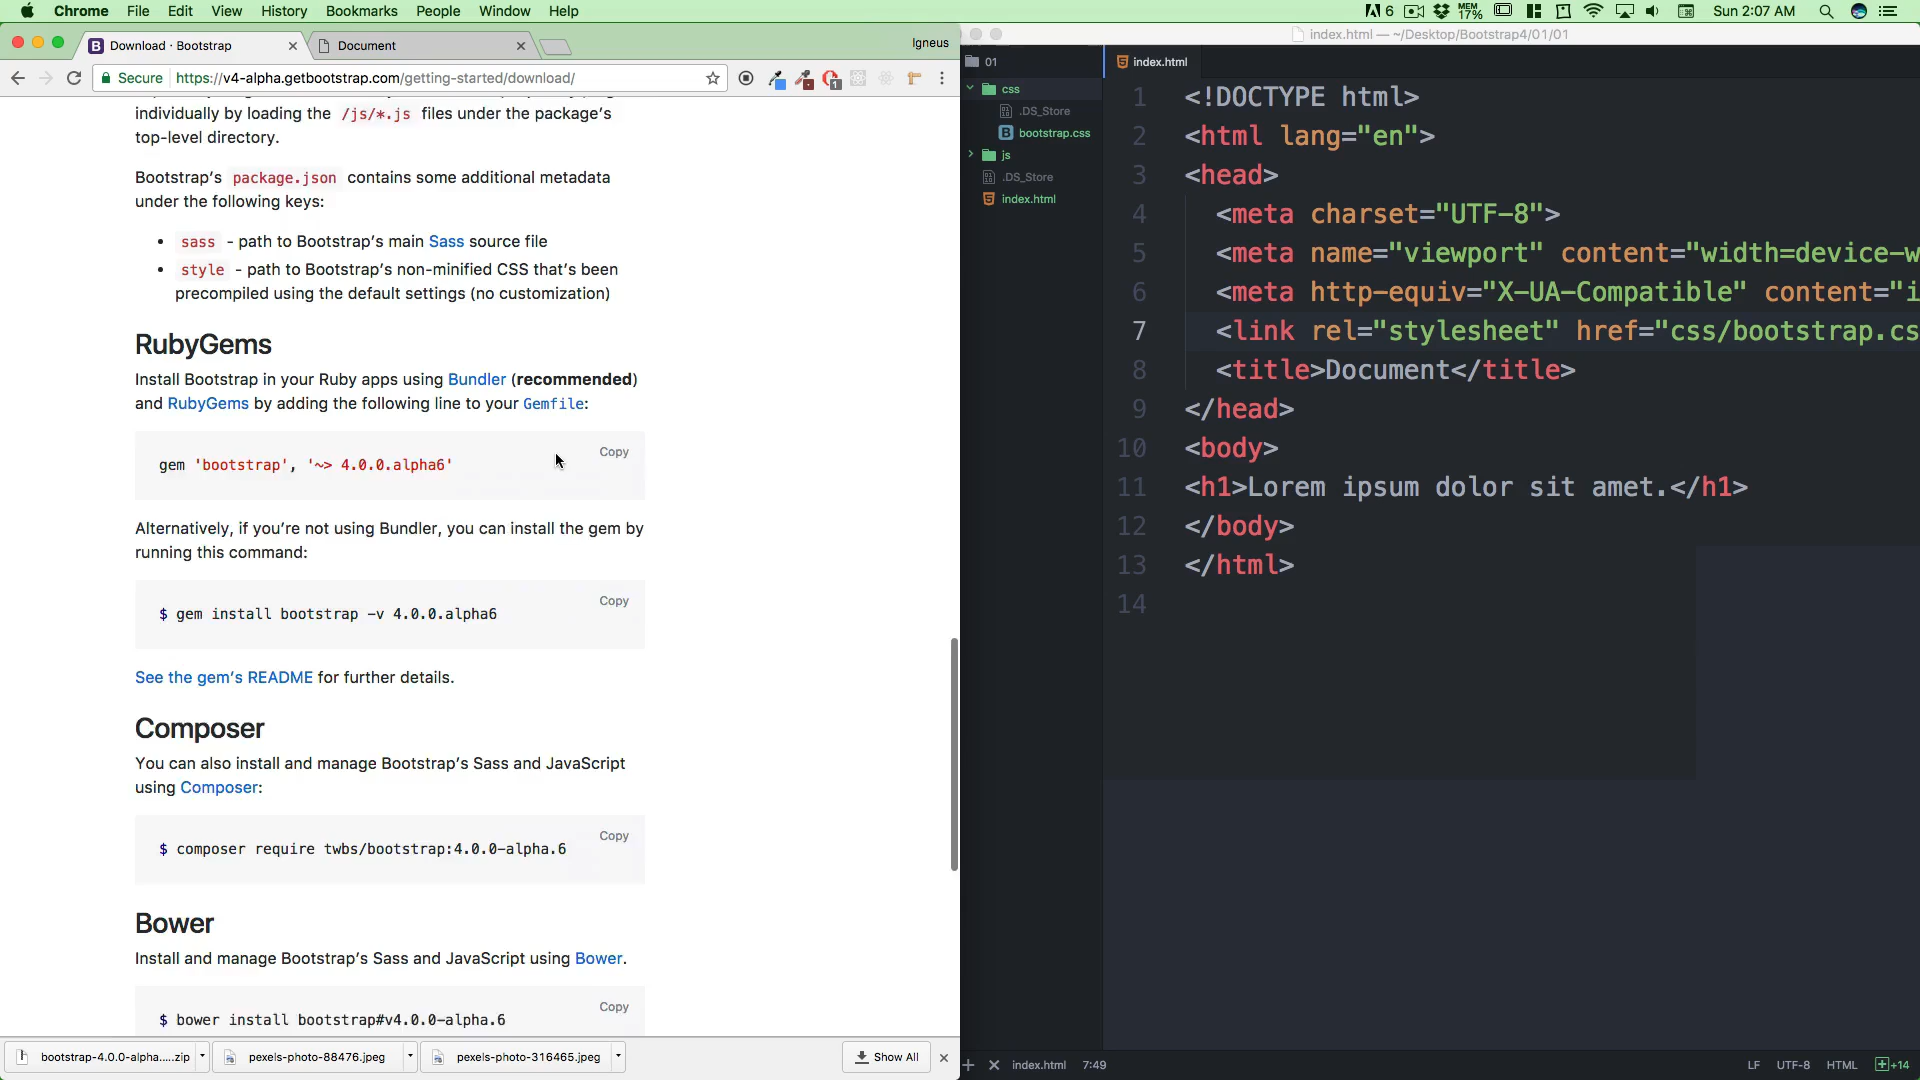 Chrome File Edit View History Bookmarks People Window Help
6 MEM 17% Sun 2:07 AM
Download · Bootstrap Document Igneus
Secure https://v4-alpha.getbootstrap.com/getting-started/download/
1
individually by loading the /js/*.js files under the package's
top-level directory.
Bootstrap's package.json contains some additional metadata
under the following keys:
• sass - path to Bootstrap's main Sass source file
• style - path to Bootstrap's non-minified CSS that's been
precompiled using the default settings (no customization)
RubyGems
Install Bootstrap in your Ruby apps using Bundler (recommended)
and RubyGems by adding the following line to your Gemfile:
Copy
gem 'bootstrap', '~> 4.0.0.alpha6'
Alternatively, if you're not using Bundler, you can install the gem by
running this command:
Copy
$ gem install bootstrap -v 4.0.0.alpha6
See the gem's README for further details.
Composer
You can also install and manage Bootstrap's Sass and JavaScript
using Composer:
Copy
$ composer require twbs/bootstrap:4.0.0-alpha.6
Bower
Install and manage Bootstrap's Sass and JavaScript using Bower.
Copy
$ bower install bootstrap#v4.0.0-alpha.6
bootstrap-4.0.0-alpha....zip pexels-photo-88476.jpeg pexels-photo-316465.jpeg Show All
index.html — ~/Desktop/Bootstrap4/01/01
01
css
.DS_Store
bootstrap.css
js
.DS_Store
index.html
index.html
1 <!DOCTYPE html>
2 <html lang="en">
3 <head>
4 <meta charset="UTF-8">
5 <meta name="viewport" content="width=device-w
6 <meta http-equiv="X-UA-Compatible" content="i
7 <link rel="stylesheet" href="css/bootstrap.cs
8 <title>Document</title>
9 </head>
10 <body>
11 <h1>Lorem ipsum dolor sit amet.</h1>
12 </body>
13 </html>
14
index.html 7:49 LF UTF-8 HTML +14